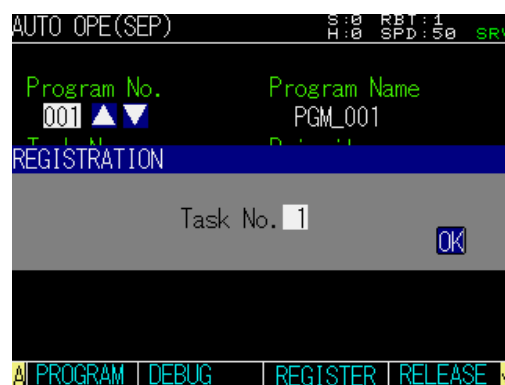 AUTO OPE(SEP) S:0 RBT:1
H:0 SPD:50 SRV
Program No. Program Name
001 PGM_001
REGISTRATION
Task No. 1
OK
A PROGRAM DEBUG REGISTER RELEASE